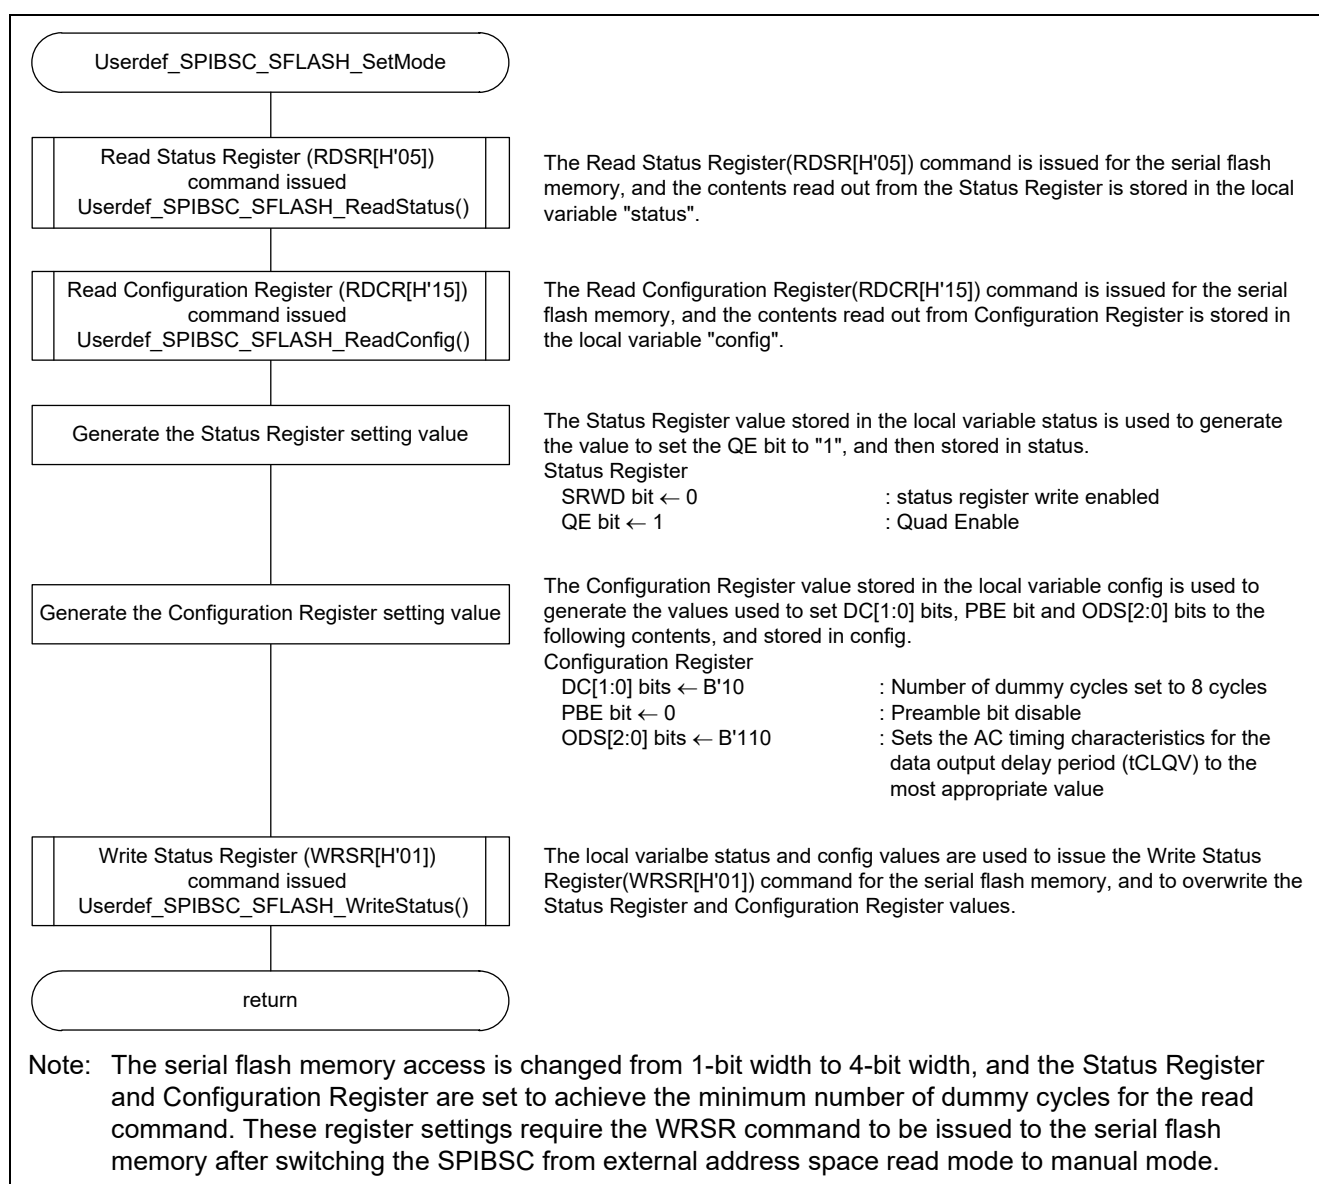 Userdef_SPIBSC_SFLASH_SetMode
Read Status Register (RDSR[H'05])
command issued
Userdef_SPIBSC_SFLASH_ReadStatus()
The Read Status Register(RDSR[H'05]) command is issued for the serial flash
memory, and the contents read out from the Status Register is stored in the local
variable "status".
Read Configuration Register (RDCR[H'15])
command issued
Userdef_SPIBSC_SFLASH_ReadConfig()
The Read Configuration Register(RDCR[H'15]) command is issued for the serial
flash memory, and the contents read out from Configuration Register is stored in
the local variable "config".
Generate the Status Register setting value
The Status Register value stored in the local variable status is used to generate
the value to set the QE bit to "1", and then stored in status.
Status Register
SRWD bit ← 0 : status register write enabled
QE bit ← 1 : Quad Enable
Generate the Configuration Register setting value
The Configuration Register value stored in the local variable config is used to
generate the values used to set DC[1:0] bits, PBE bit and ODS[2:0] bits to the
following contents, and stored in config.
Configuration Register
DC[1:0] bits ← B'10 : Number of dummy cycles set to 8 cycles
PBE bit ← 0 : Preamble bit disable
ODS[2:0] bits ← B'110 : Sets the AC timing characteristics for the
data output delay period (tCLQV) to the
most appropriate value
Write Status Register (WRSR[H'01])
command issued
Userdef_SPIBSC_SFLASH_WriteStatus()
The local varialbe status and config values are used to issue the Write Status
Register(WRSR[H'01]) command for the serial flash memory, and to overwrite the
Status Register and Configuration Register values.
return
Note: The serial flash memory access is changed from 1-bit width to 4-bit width, and the Status Register
and Configuration Register are set to achieve the minimum number of dummy cycles for the read
command. These register settings require the WRSR command to be issued to the serial flash
memory after switching the SPIBSC from external address space read mode to manual mode.